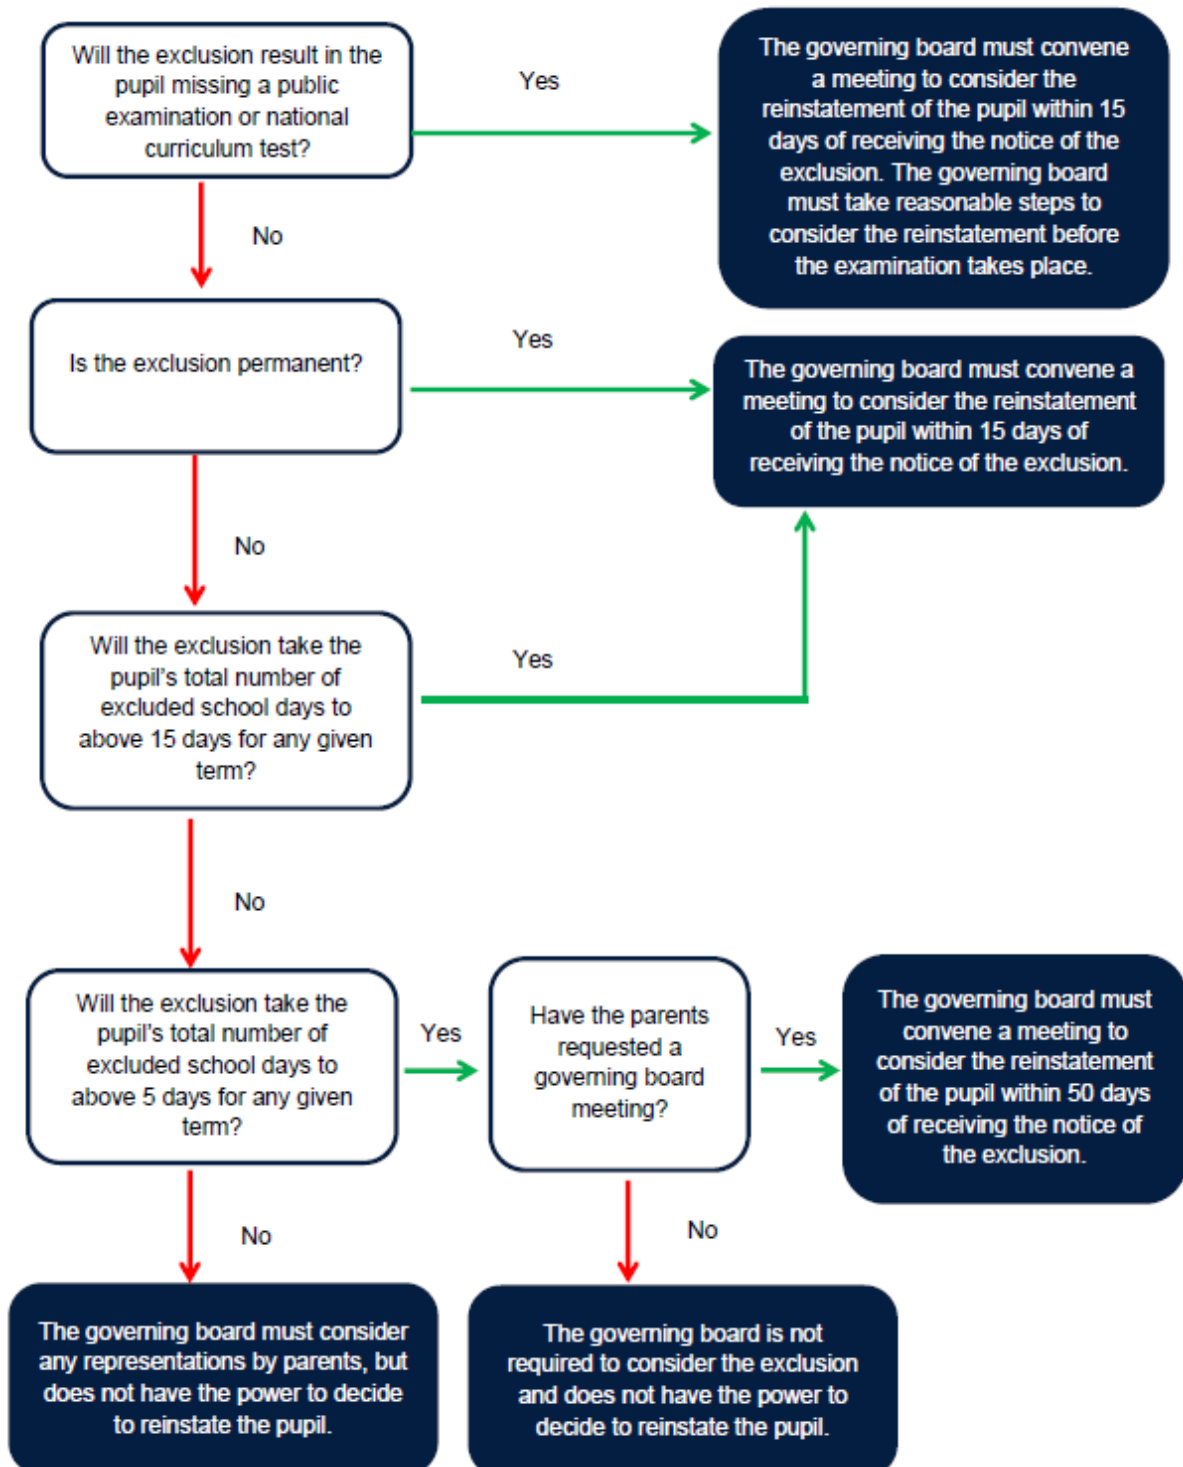 Will the exclusion result in the
pupil missing a public
examination or national
curriculum test?
Yes
The governing board must convene
a meeting to consider the
reinstatement of the pupil within 15
days of receiving the notice of the
exclusion. The governing board
must take reasonable steps to
consider the reinstatement before
the examination takes place.
No
Is the exclusion permanent?
Yes
The governing board must convene a
meeting to consider the reinstatement
of the pupil within 15 days of
receiving the notice of the exclusion.
No
Will the exclusion take the
pupil's total number of
excluded school days to
above 15 days for any given
term?
Yes
No
Will the exclusion take the
pupil's total number of
excluded school days to
above 5 days for any given
term?
Yes
Have the parents
requested a
governing board
meeting?
Yes
The governing board must
convene a meeting to
consider the reinstatement
of the pupil within 50 days
of receiving the notice of
the exclusion.
No
No
The governing board must consider
any representations by parents, but
does not have the power to decide
to reinstate the pupil.
The governing board is not
required to consider the exclusion
and does not have the power to
decide to reinstate the pupil.